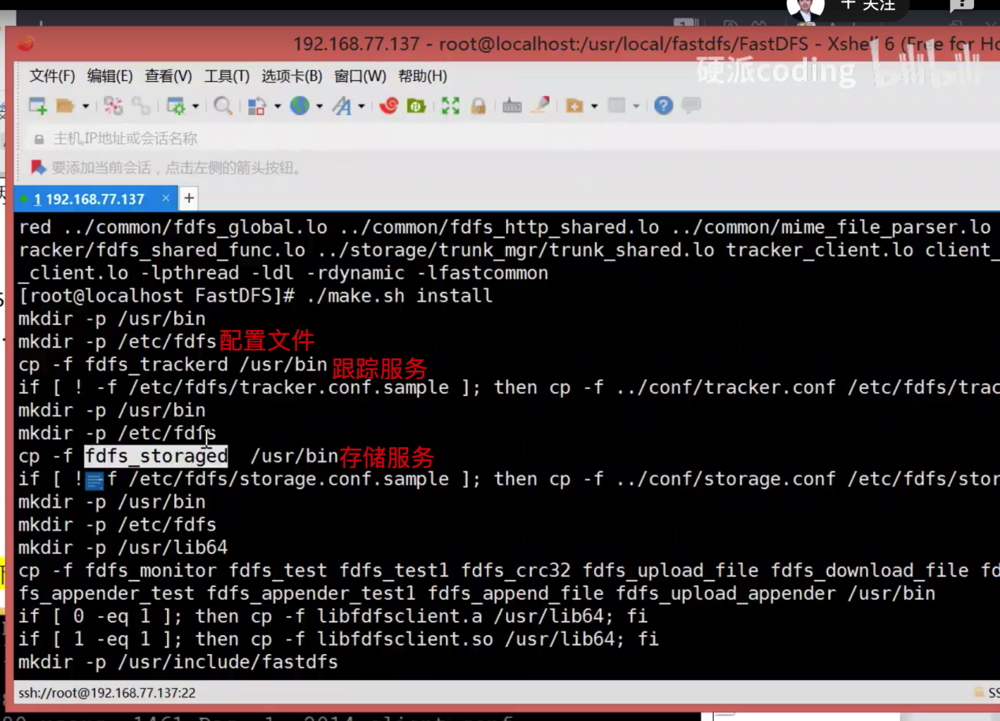 + 关注
192.168.77.137 - root@localhost:/usr/local/fastdfs/FastDFS - Xshell 6 (Free for Ho
硬派coding bilibili
文件(F) 编辑(E) 查看(V) 工具(T) 选项卡(B) 窗口(W) 帮助(H)
主机,IP地址或会话名称
要添加当前会话，点击左侧的箭头按钮。
1 192.168.77.137 × +
red ../common/fdfs_global.lo ../common/fdfs_http_shared.lo ../common/mime_file_parser.lo
racker/fdfs_shared_func.lo ../storage/trunk_mgr/trunk_shared.lo tracker_client.lo client_
_client.lo -lpthread -ldl -rdynamic -lfastcommon
[root@localhost FastDFS]# ./make.sh install
mkdir -p /usr/bin
mkdir -p /etc/fdfs 配置文件
cp -f fdfs_trackerd /usr/bin 跟踪服务
if [ ! -f /etc/fdfs/tracker.conf.sample ]; then cp -f ../conf/tracker.conf /etc/fdfs/trac
mkdir -p /usr/bin
mkdir -p /etc/fdfs
cp -f fdfs_storaged  /usr/bin 存储服务
if [ ! f /etc/fdfs/storage.conf.sample ]; then cp -f ../conf/storage.conf /etc/fdfs/stor
mkdir -p /usr/bin
mkdir -p /etc/fdfs
mkdir -p /usr/lib64
cp -f fdfs_monitor fdfs_test fdfs_test1 fdfs_crc32 fdfs_upload_file fdfs_download_file fd
fs_appender_test fdfs_appender_test1 fdfs_append_file fdfs_upload_appender /usr/bin
if [ 0 -eq 1 ]; then cp -f libfdfsclient.a /usr/lib64; fi
if [ 1 -eq 1 ]; then cp -f libfdfsclient.so /usr/lib64; fi
mkdir -p /usr/include/fastdfs
ssh://root@192.168.77.137:22